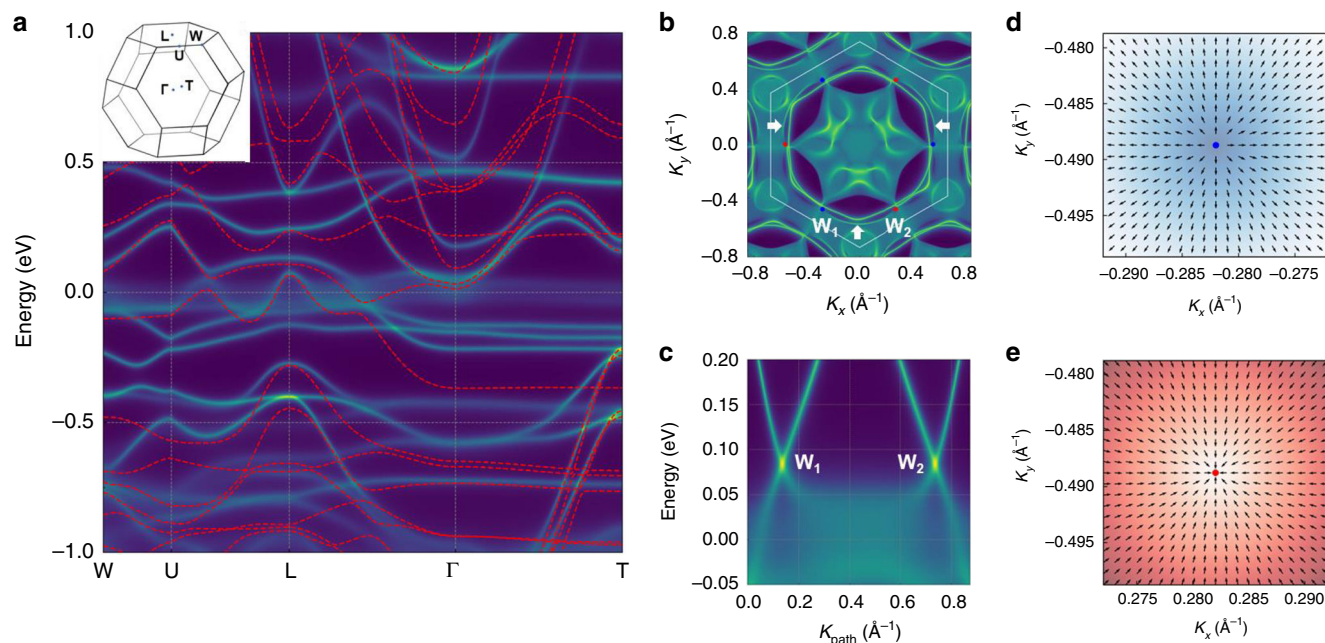 a
1.0
0.5
0.0
−0.5
−1.0
Energy (eV)
L
W
U
Γ
T
W
U
L
Γ
T
b
0.8
0.4
0.0
−0.4
−0.8
K_y (Å⁻¹)
W₁
W₂
−0.8
−0.4
0.0
0.4
0.8
K_x (Å⁻¹)
c
0.20
0.15
0.10
0.05
0.00
−0.05
Energy (eV)
W₁
W₂
0.0
0.2
0.4
0.6
0.8
K_path (Å⁻¹)
d
−0.480
−0.485
−0.490
−0.495
K_y (Å⁻¹)
−0.290
−0.285
−0.280
−0.275
K_x (Å⁻¹)
e
−0.480
−0.485
−0.490
−0.495
K_y (Å⁻¹)
0.275
0.280
0.285
0.290
K_x (Å⁻¹)